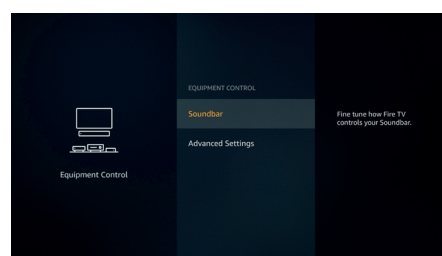 EQUIPMENT CONTROL
Soundbar
Advanced Settings
Equipment Control
Fine tune how Fire TV
controls your Soundbar.